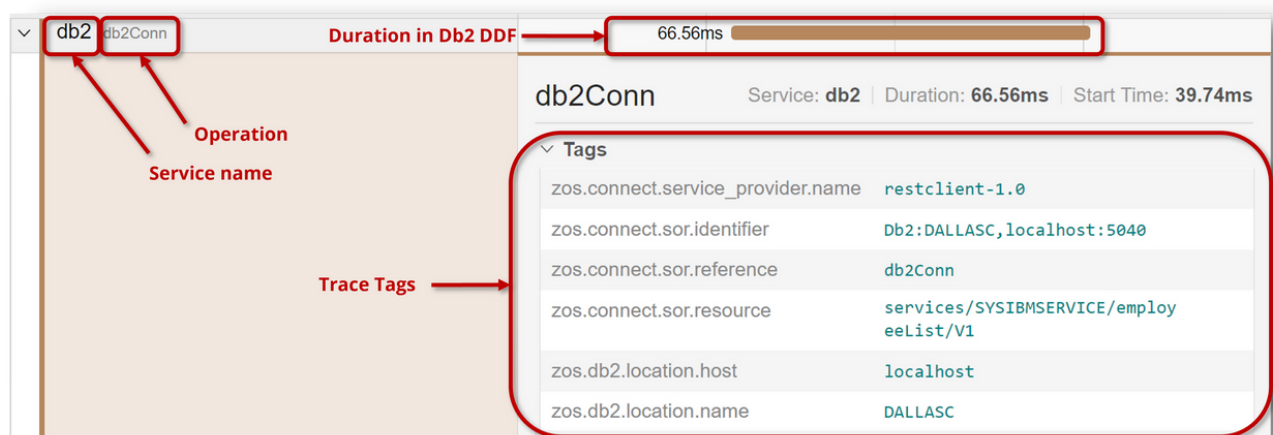 db2 db2Conn Duration in Db2 DDF 66.56ms
db2Conn Service: db2 Duration: 66.56ms Start Time: 39.74ms
Operation
Service name
Tags
zos.connect.service_provider.name restclient-1.0
zos.connect.sor.identifier Db2:DALLASC,localhost:5040
Trace Tags
zos.connect.sor.reference db2Conn
zos.connect.sor.resource services/SYSIBMSERVICE/employ
eeList/V1
zos.db2.location.host localhost
zos.db2.location.name DALLASC